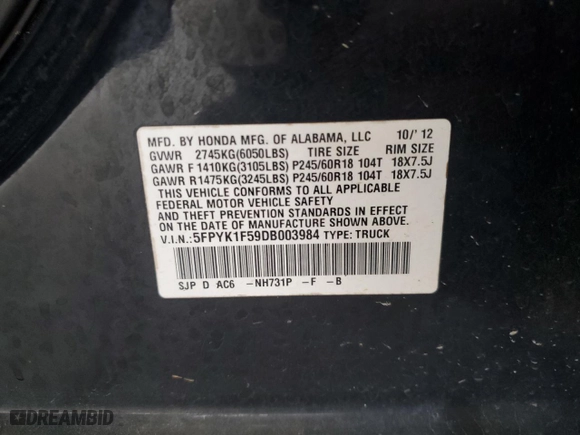 MFD. BY HONDA MFG. OF ALABAMA, LLC 10/'12
GVWR 2745KG(6050LBS) TIRE SIZE RIM SIZE
GAWR F 1410KG(3105LBS) P245/60R18 104T 18X7.5J
GAWR R 1475KG(3245LBS) P245/60R18 104T 18X7.5J
THIS VEHICLE CONFORMS TO ALL APPLICABLE
FEDERAL MOTOR VEHICLE SAFETY
AND THEFT PREVENTION STANDARDS IN EFFECT
ON THE DATE OF MANUFACTURE SHOWN ABOVE.
V.I.N.: 5FPYK1F59DB003984 TYPE: TRUCK
SJP D AC6 -NH731P -F -B
DREAMBID